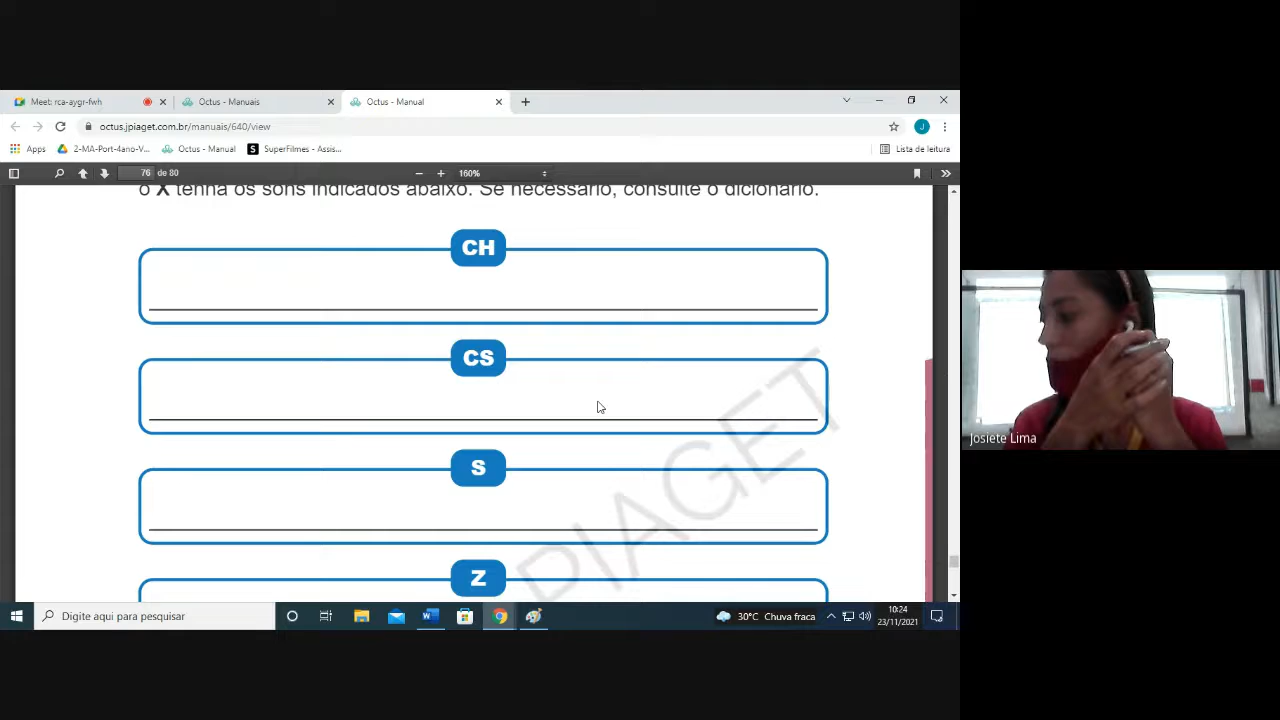 Meet: rca-aygr-fwh
Octus - Manuais
Octus - Manual
octus.jpiaget.com.br/manuais/640/view
Apps
2-MA-Port-4ano-V...
Octus - Manual
SuperFilmes - Assis...
Lista de leitura
76 de 80
160%
o X tenha os sons indicados abaixo. Se necessário, consulte o dicionário.
CH
CS
S
Z
PIAGET
Josiete Lima
Digite aqui para pesquisar
30°C Chuva fraca
10:24
23/11/2021